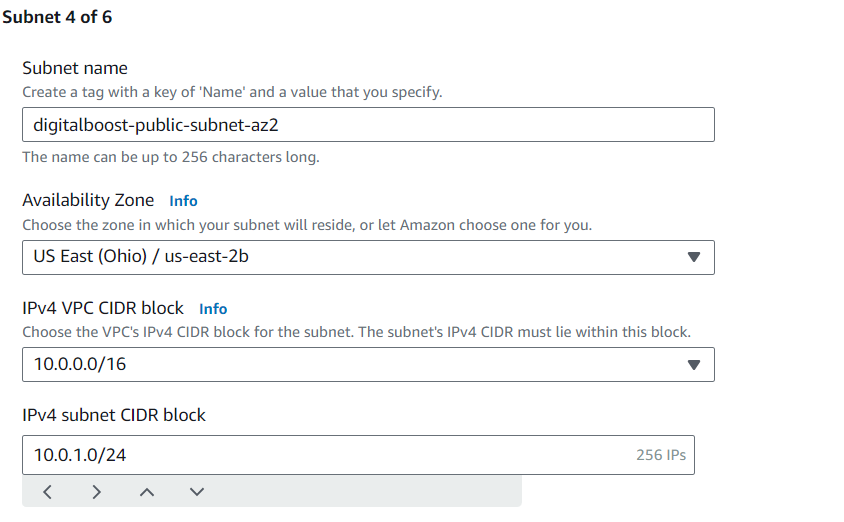 Subnet 4 of 6
Subnet name
Create a tag with a key of 'Name' and a value that you specify.
digitalboost-public-subnet-az2
The name can be up to 256 characters long.
Availability Zone Info
Choose the zone in which your subnet will reside, or let Amazon choose one for you.
US East (Ohio) / us-east-2b
IPv4 VPC CIDR block Info
Choose the VPC's IPv4 CIDR block for the subnet. The subnet's IPv4 CIDR must lie within this block.
10.0.0.0/16
IPv4 subnet CIDR block
10.0.1.0/24 256 IPs